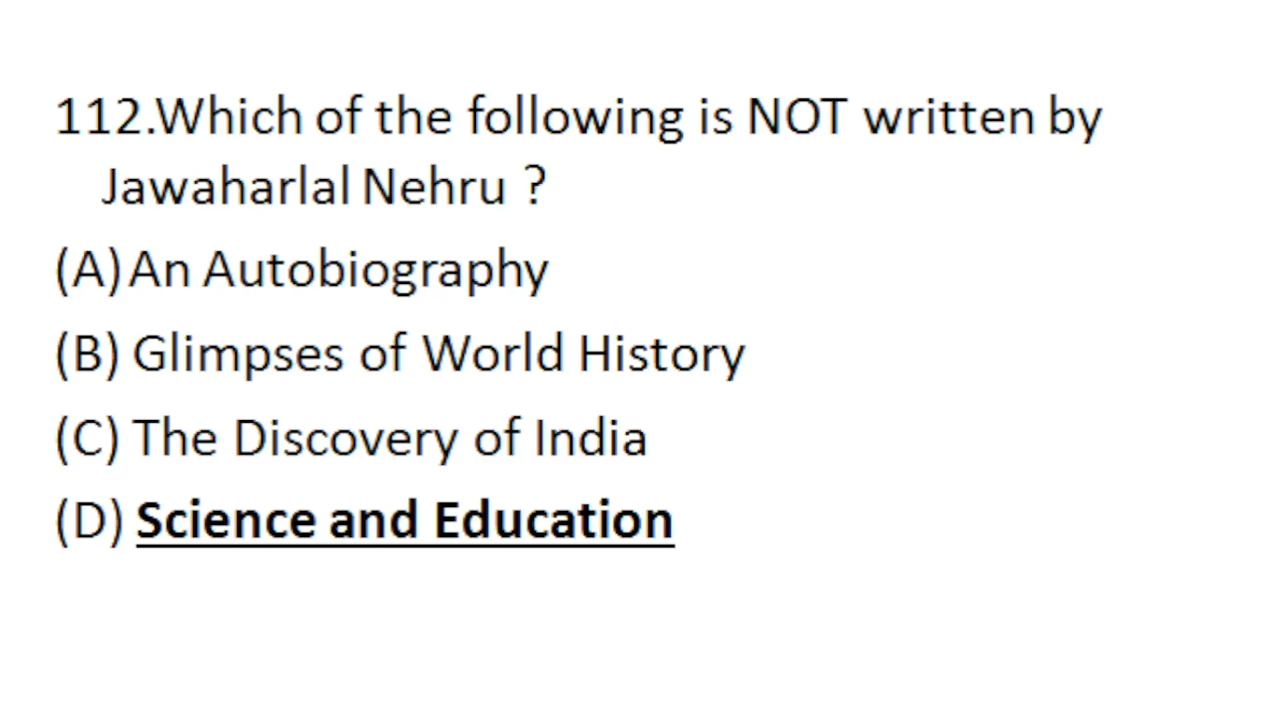 112.Which of the following is NOT written by
Jawaharlal Nehru ?
(A) An Autobiography
(B) Glimpses of World History
(C) The Discovery of India
(D) Science and Education